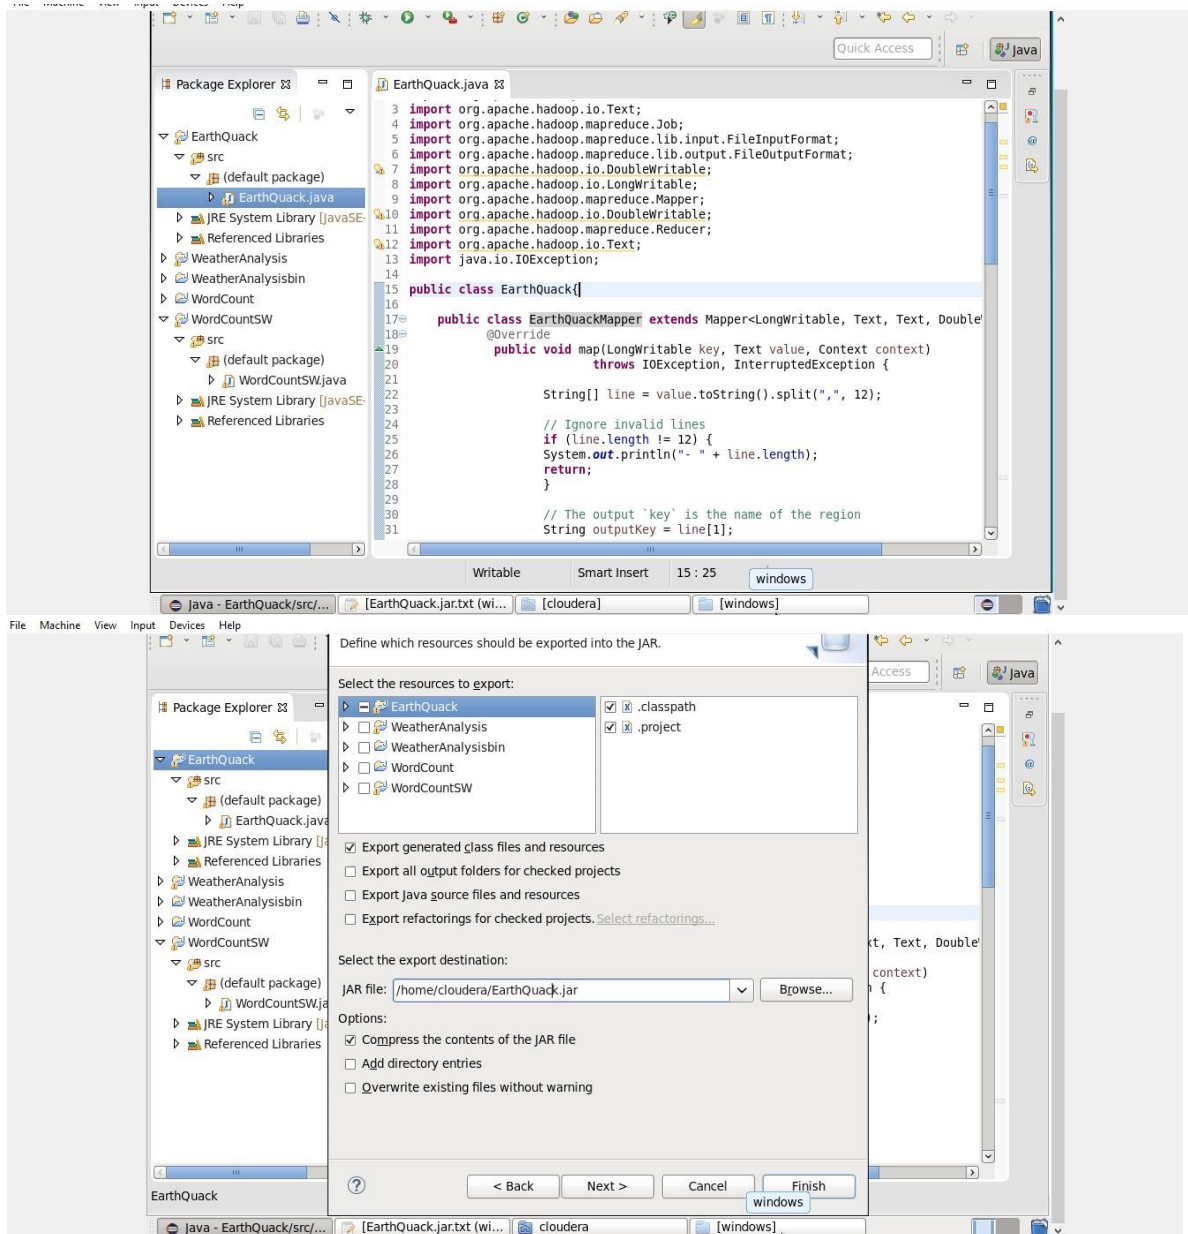 Quick Access
Java
Package Explorer
EarthQuack.java
EarthQuack
src
(default package)
EarthQuack.java
JRE System Library [JavaSE-
Referenced Libraries
WeatherAnalysis
WeatherAnalysisbin
WordCount
WordCountSW
src
(default package)
WordCountSW.java
JRE System Library [JavaSE-
Referenced Libraries
3 import org.apache.hadoop.io.Text;
4 import org.apache.hadoop.mapreduce.Job;
5 import org.apache.hadoop.mapreduce.lib.input.FileInputFormat;
6 import org.apache.hadoop.mapreduce.lib.output.FileOutputFormat;
7 import org.apache.hadoop.io.DoubleWritable;
8 import org.apache.hadoop.io.LongWritable;
9 import org.apache.hadoop.mapreduce.Mapper;
10 import org.apache.hadoop.io.DoubleWritable;
11 import org.apache.hadoop.mapreduce.Reducer;
12 import org.apache.hadoop.io.Text;
13 import java.io.IOException;
14
15 public class EarthQuack{
16
17 public class EarthQuackMapper extends Mapper<LongWritable, Text, Text, Double
18 @Override
19 public void map(LongWritable key, Text value, Context context)
20 throws IOException, InterruptedException {
21
22 String[] line = value.toString().split(",", 12);
23
24 // Ignore invalid lines
25 if (line.length != 12) {
26 System.out.println("- " + line.length);
27 return;
28 }
29
30 // The output `key` is the name of the region
31 String outputKey = line[1];
Writable Smart Insert 15 : 25
windows
Java - EarthQuack/src/... [EarthQuack.jar.txt (wi... [cloudera] [windows]
File Machine View Input Devices Help
Define which resources should be exported into the JAR.
Access
Java
Package Explorer
EarthQuack
src
(default package)
EarthQuack.java
JRE System Library [Ja
Referenced Libraries
WeatherAnalysis
WeatherAnalysisbin
WordCount
WordCountSW
src
(default package)
WordCountSW.ja
JRE System Library [Ja
Referenced Libraries
Select the resources to export:
EarthQuack
WeatherAnalysis
WeatherAnalysisbin
WordCount
WordCountSW
.classpath
.project
Export generated class files and resources
Export all output folders for checked projects
Export Java source files and resources
Export refactorings for checked projects. Select refactorings...
Select the export destination:
JAR file: /home/cloudera/EarthQuack.jar Browse...
Options:
Compress the contents of the JAR file
Add directory entries
Overwrite existing files without warning
xt, Text, Double
context)
{
);
< Back Next > Cancel Finish
windows
EarthQuack
Java - EarthQuack/src/... [EarthQuack.jar.txt (wi... cloudera [windows]